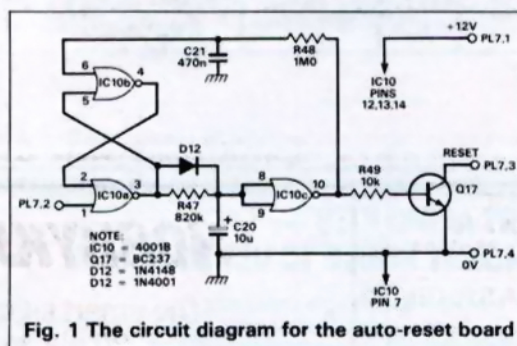 +12V
PL7,1
C21
470n
R48
1M0
6
5
IC10b
4
IC10
PINS
12,13,14
D12
RESET
PL7,3
2
1
IC10a
3
PL7,2
R47
820k
8
9
IC10c
10
R49
10k
Q17
+
C20
10u
NOTE:
IC10 = 4001B
Q17 = BC237
D12 = 1N4148
D12 = 1N4001
IC10
PIN 7
PL7,4
0V
Fig. 1 The circuit diagram for the auto-reset board